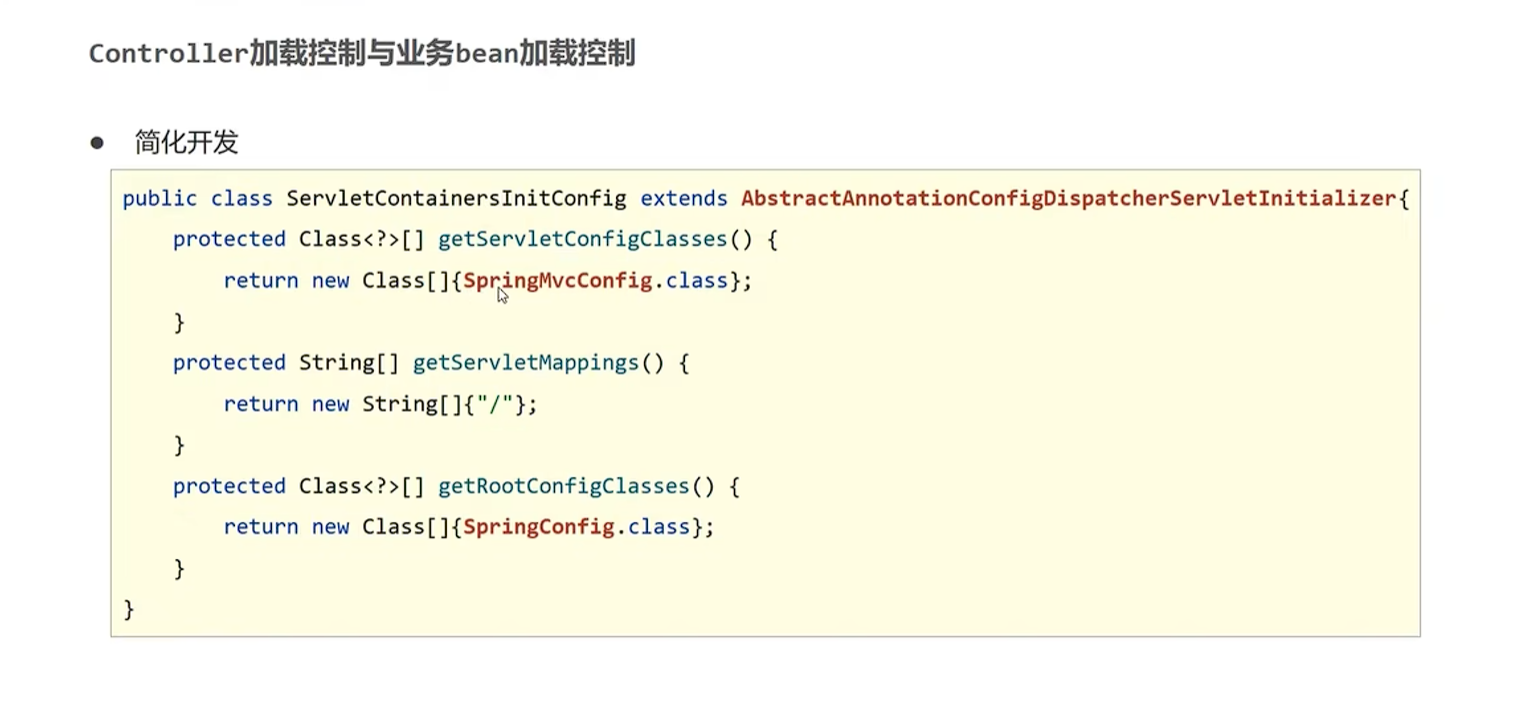 Controller加载控制与业务bean加载控制
● 简化开发
public class ServletContainersInitConfig extends AbstractAnnotationConfigDispatcherServletInitializer{
    protected Class<?>[] getServletConfigClasses() {
        return new Class[]{SpringMvcConfig.class};
    }
    protected String[] getServletMappings() {
        return new String[]{"/"};
    }
    protected Class<?>[] getRootConfigClasses() {
        return new Class[]{SpringConfig.class};
    }
}